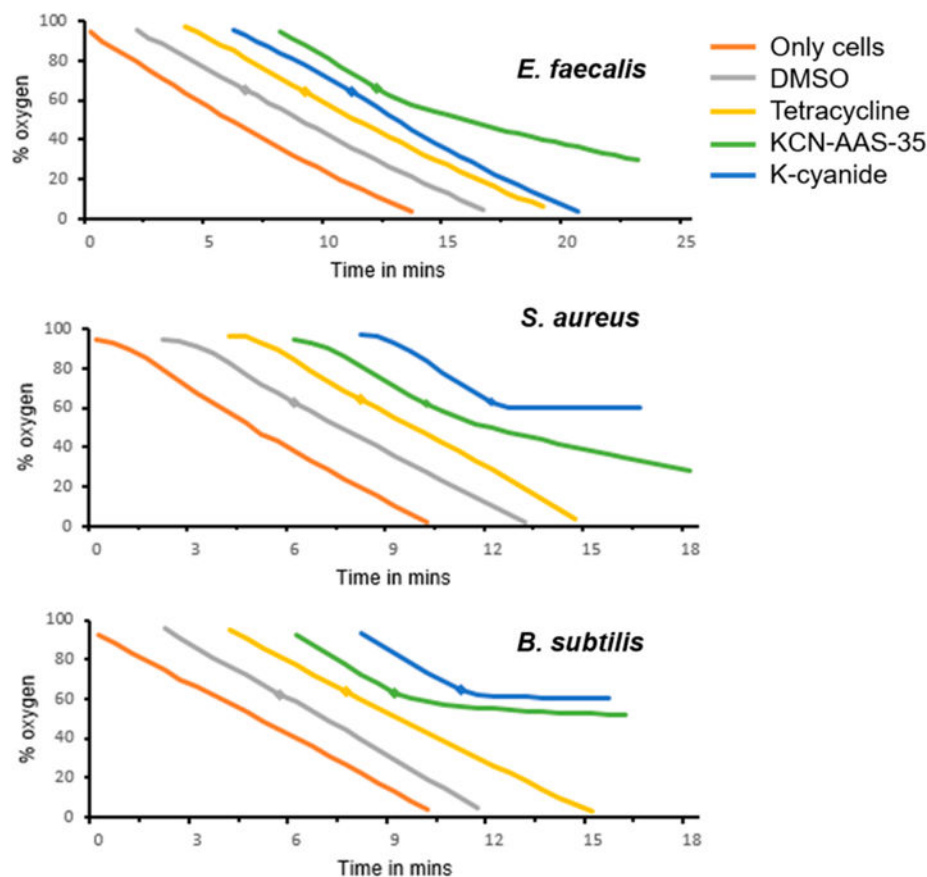 100
80
60
40
20
0
% oxygen
0 5 10 15 20 25
Time in mins
E. faecalis
Only cells
DMSO
Tetracycline
KCN-AAS-35
K-cyanide
100
80
60
40
20
0
% oxygen
0 3 6 9 12 15 18
Time in mins
S. aureus
100
80
60
40
20
0
% oxygen
0 3 6 9 12 15 18
Time in mins
B. subtilis